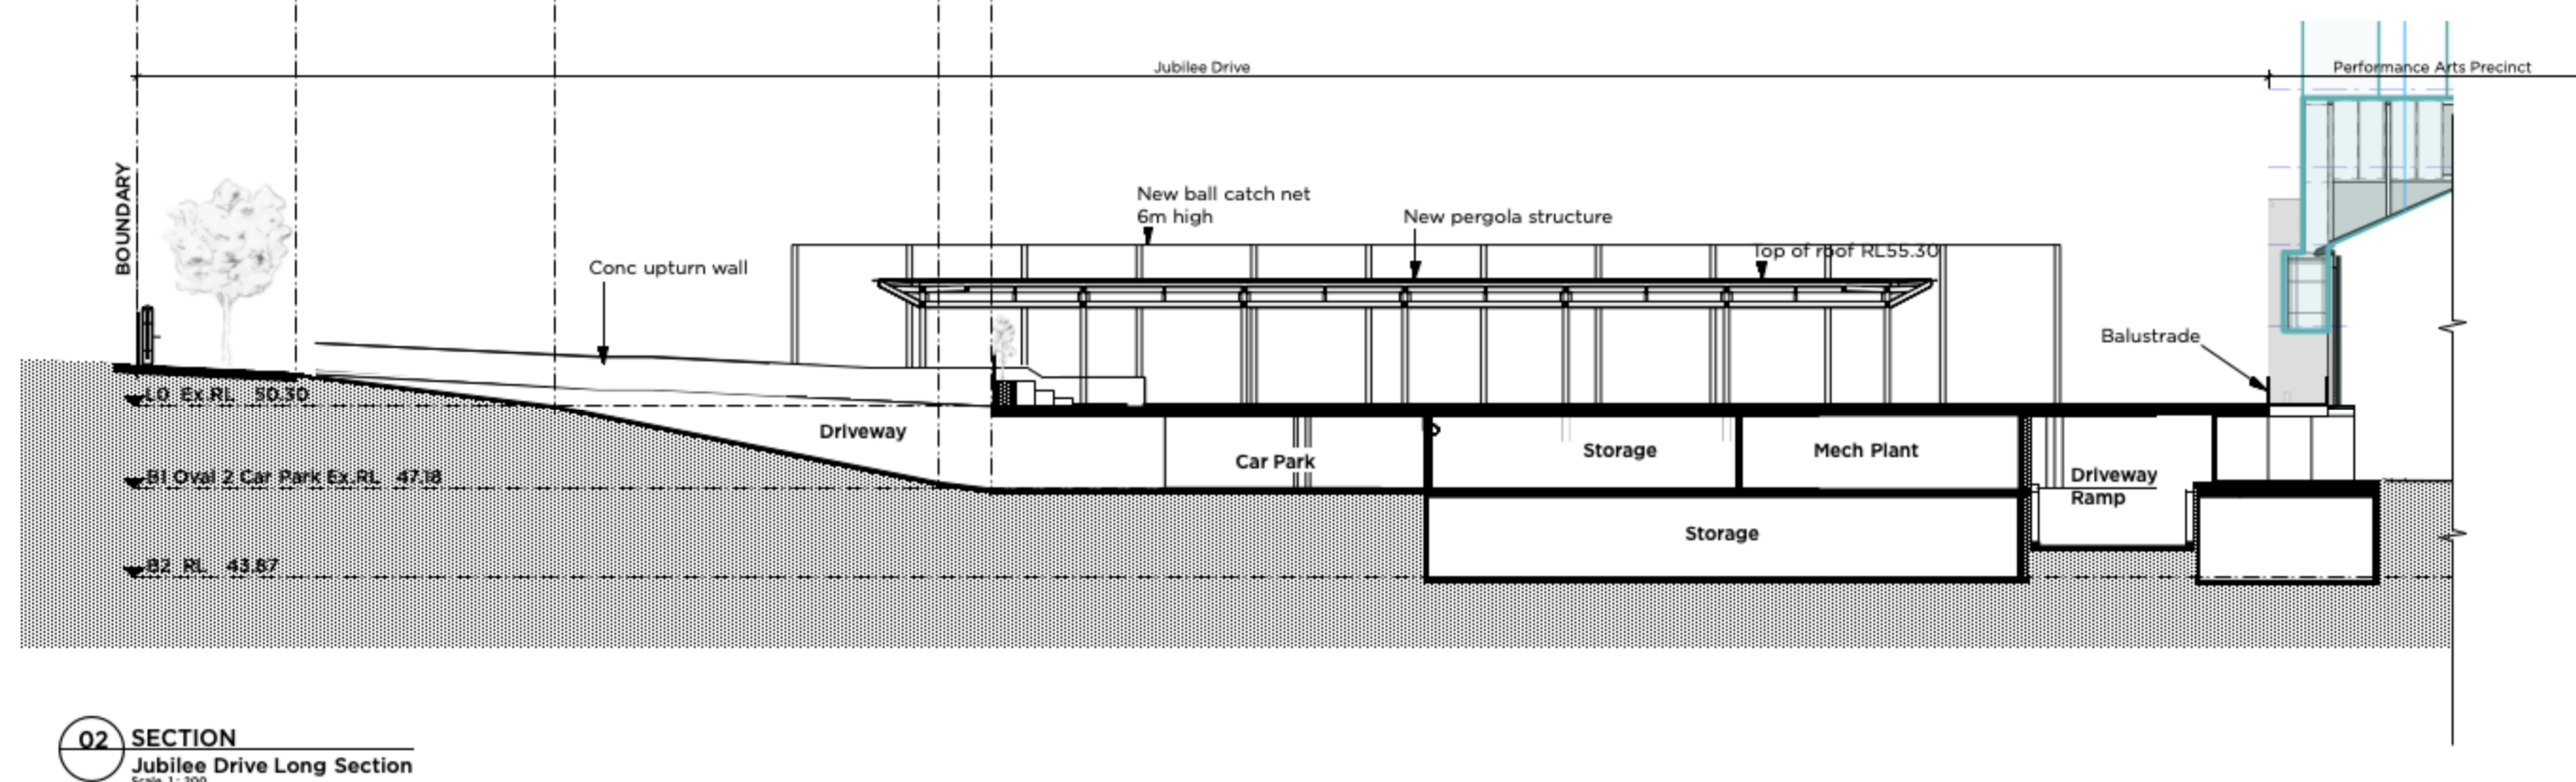 Jubilee Drive
Performance Arts Precinct
BOUNDARY
New ball catch net
6m high
New pergola structure
Top of roof RL55.30
Conc upturn wall
Balustrade
L0 Ex.RL 50.30
Driveway
Car Park
Storage
Mech Plant
B1 Oval 2 Car Park Ex.RL 47.18
Driveway
Ramp
Storage
B2 RL 43.87
02
SECTION
Jubilee Drive Long Section
Scale 1 : 200